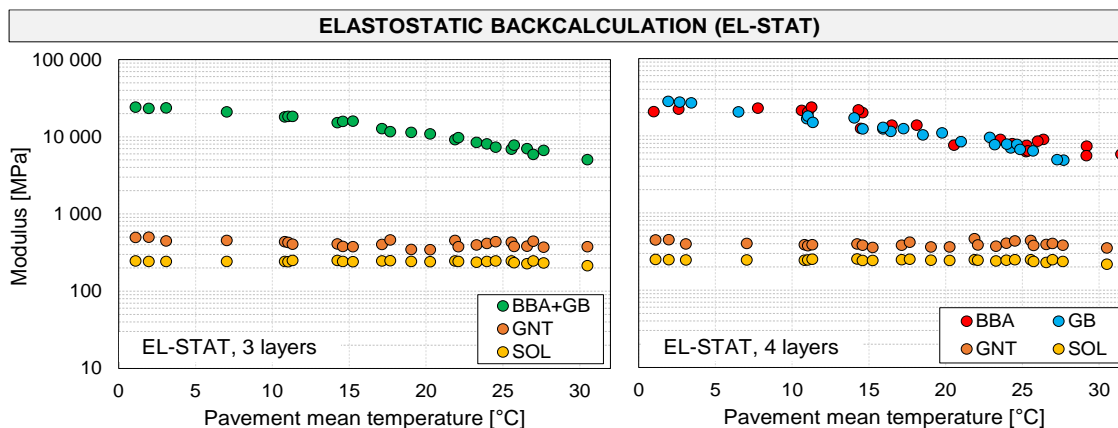 ELASTOSTATIC BACKCALCULATION (EL-STAT)
Modulus [MPa]
100 000
10 000
1 000
100
10
BBA+GB
GNT
SOL
EL-STAT, 3 layers
0 5 10 15 20 25 30
Pavement mean temperature [°C]
BBA GB
GNT SOL
EL-STAT, 4 layers
0 5 10 15 20 25 30
Pavement mean temperature [°C]